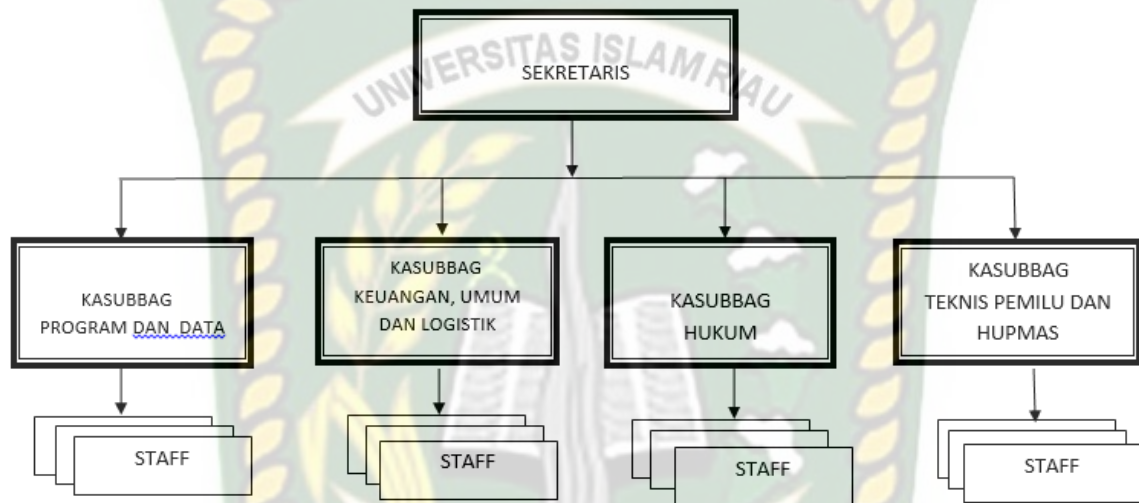 UNIVERSITAS ISLAM RIAU
SEKRETARIS
KASUBBAG
PROGRAM DAN DATA
KASUBBAG
KEUANGAN, UMUM
DAN LOGISTIK
KASUBBAG
HUKUM
KASUBBAG
TEKNIS PEMILU DAN
HUPMAS
STAFF
STAFF
STAFF
STAFF